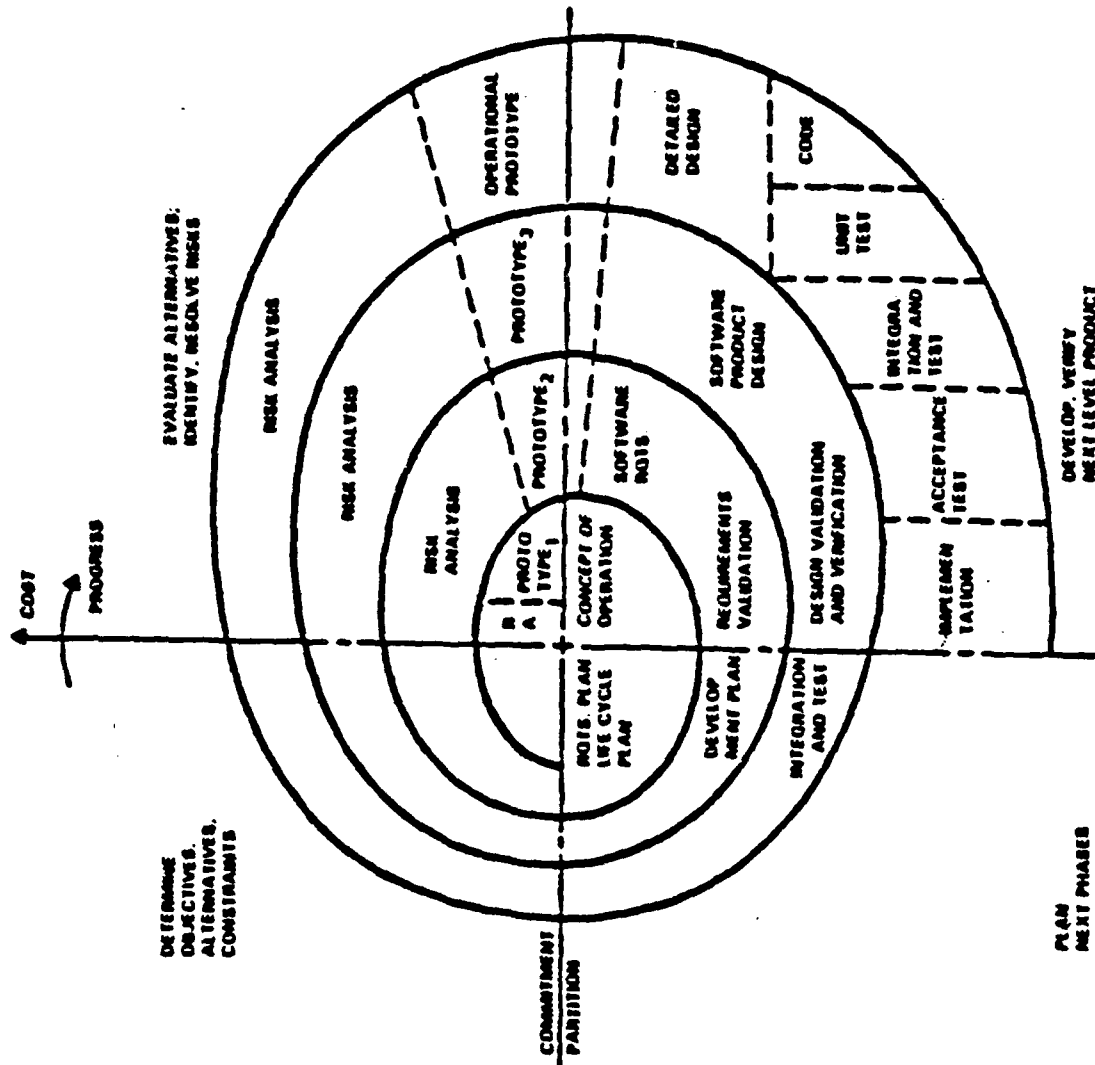 COST
PROGRESS
EVALUATE ALTERNATIVES;
IDENTIFY, RESOLVE RISKS
DETERMINE
OBJECTIVES,
ALTERNATIVES,
CONSTRAINTS
RISK ANALYSIS
RISK ANALYSIS
RISK
ANALYSIS
R
A
PROTO
TYPE1
PROTOTYPE2
PROTOTYPE3
OPERATIONAL
PROTOTYPE
COMMITMENT
PARTITION
RQTS. PLAN
LIFE CYCLE
PLAN
CONCEPT OF
OPERATION
SOFTWARE
RQTS
SOFTWARE
PRODUCT
DESIGN
DETAILED
DESIGN
DEVELOP
MENT PLAN
REQUIREMENTS
VALIDATION
CODE
UNIT
TEST
INTEGRATION
AND TEST
DESIGN VALIDATION
AND VERIFICATION
INTEGRA
TION AND
TEST
ACCEPTANCE
TEST
IMPLEMEN
TATION
PLAN
NEXT PHASES
DEVELOP, VERIFY
NEXT LEVEL PRODUCT